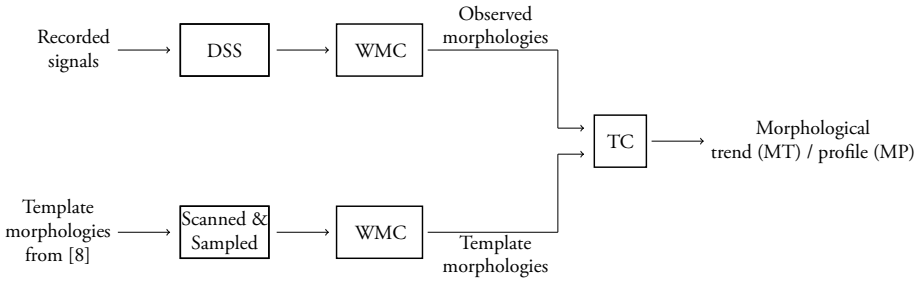 Recorded
signals
DSS
WMC
Observed
morphologies
TC
Morphological
trend (MT) / profile (MP)
Template
morphologies
from [8]
Scanned &
Sampled
WMC
Template
morphologies